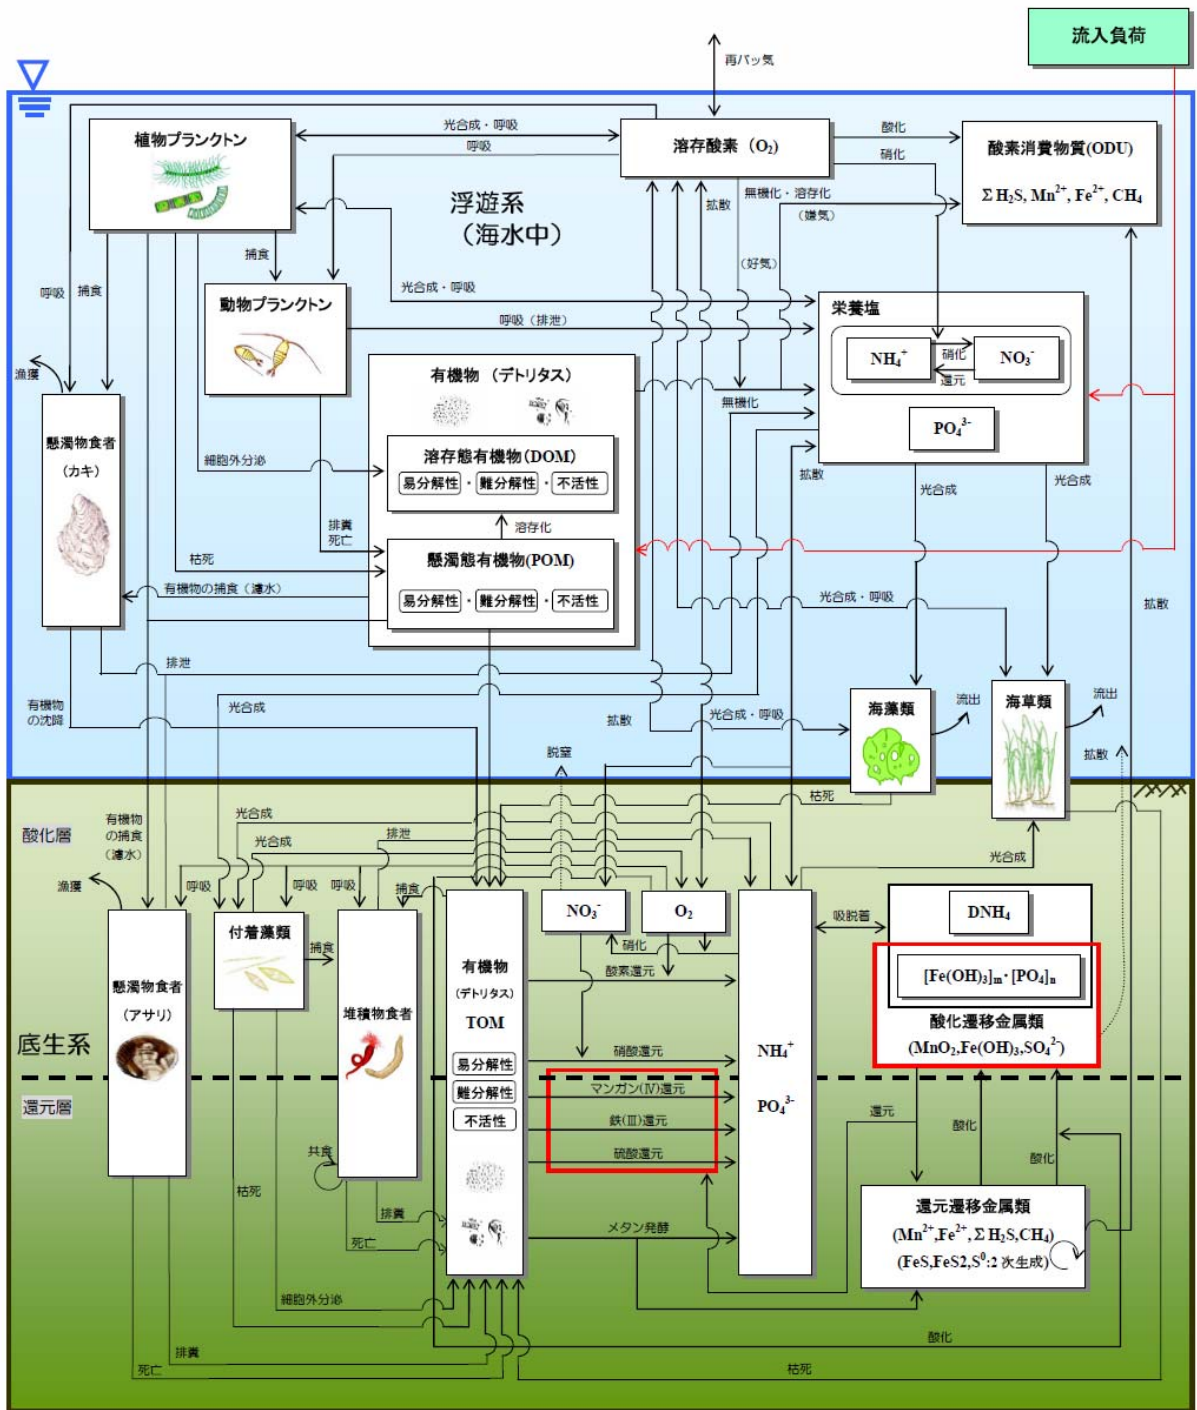 流入負荷
再バッ気
植物プランクトン
光合成・呼吸
呼吸
溶存酸素（O₂）
酸化
硝化
酸素消費物質(ODU)
ΣH₂S, Mn²⁺, Fe²⁺, CH₄
浮遊系
（海水中）
拡散
無機化・溶存化
（嫌気）
（好気）
捕食
呼吸
捕食
光合成・呼吸
動物プランクトン
呼吸（排泄）
栄養塩
NH₄⁺
硝化
還元
NO₃⁻
PO₄³⁻
漁獲
懸濁物食者
（カキ）
有機物（デトリタス）
無機化
細胞外分泌
溶存態有機物(DOM)
易分解性・難分解性・不活性
溶存化
排糞
死亡
枯死
懸濁態有機物(POM)
易分解性・難分解性・不活性
有機物の捕食（濾水）
拡散
光合成
光合成
光合成・呼吸
拡散
排泄
有機物
の沈降
光合成
拡散
光合成・呼吸
海藻類
流出
海草類
流出
拡散
脱窒
枯死
酸化層
有機物
の捕食
（濾水）
光合成
光合成
排泄
光合成
漁獲
呼吸
呼吸
呼吸
捕食
懸濁物食者
（アサリ）
付着藻類
捕食
堆積物食者
有機物
（デトリタス）
TOM
易分解性
難分解性
不活性
NO₃⁻
O₂
硝化
酸素還元
硝酸還元
マンガン(Ⅳ)還元
鉄(Ⅲ)還元
硫酸還元
メタン発酵
NH₄⁺
PO₄³⁻
吸脱着
DNH₄
[Fe(OH)₃]ₘ･[PO₄]ₙ
酸化遷移金属類
(MnO₂,Fe(OH)₃,SO₄²⁻)
底生系
還元層
還元
酸化
酸化
共食
枯死
排糞
死亡
還元遷移金属類
(Mn²⁺,Fe²⁺,ΣH₂S,CH₄)
(FeS,FeS2,S⁰:2次生成)
細胞外分泌
酸化
排糞
死亡
枯死